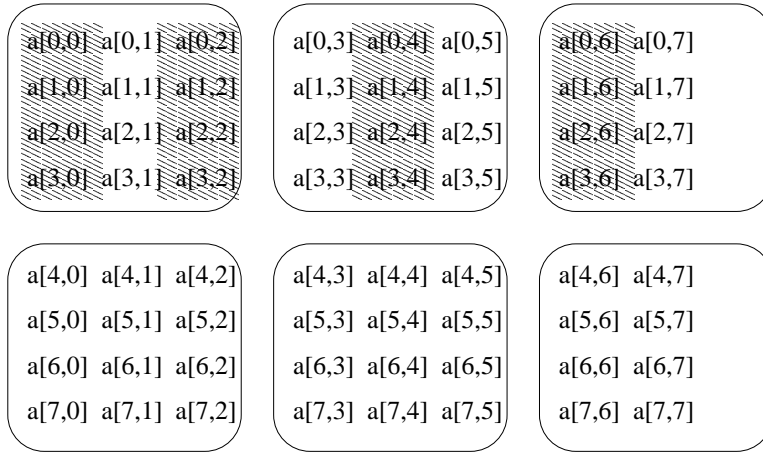 a[0,0] a[0,1] a[0,2] a[0,3] a[0,4] a[0,5] a[0,6] a[0,7]
a[1,0] a[1,1] a[1,2] a[1,3] a[1,4] a[1,5] a[1,6] a[1,7]
a[2,0] a[2,1] a[2,2] a[2,3] a[2,4] a[2,5] a[2,6] a[2,7]
a[3,0] a[3,1] a[3,2] a[3,3] a[3,4] a[3,5] a[3,6] a[3,7]
a[4,0] a[4,1] a[4,2] a[4,3] a[4,4] a[4,5] a[4,6] a[4,7]
a[5,0] a[5,1] a[5,2] a[5,3] a[5,4] a[5,5] a[5,6] a[5,7]
a[6,0] a[6,1] a[6,2] a[6,3] a[6,4] a[6,5] a[6,6] a[6,7]
a[7,0] a[7,1] a[7,2] a[7,3] a[7,4] a[7,5] a[7,6] a[7,7]